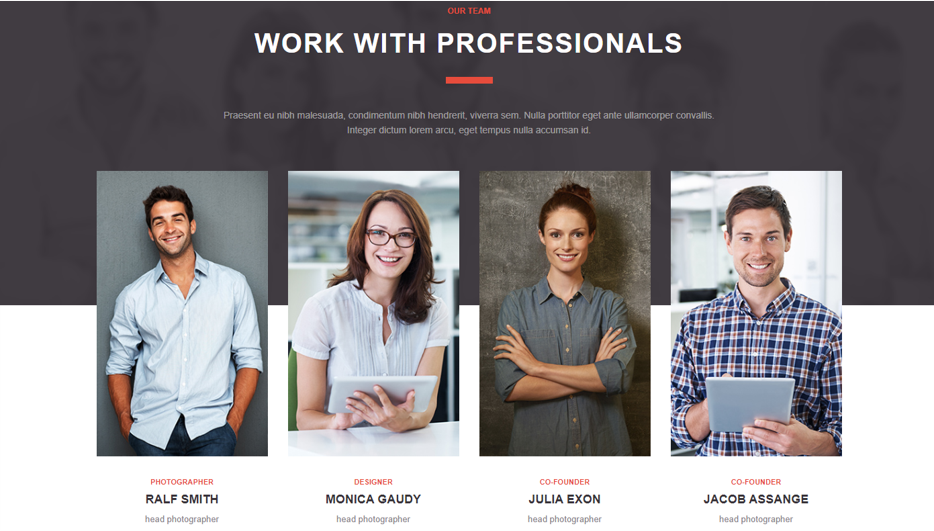 OUR TEAM
WORK WITH PROFESSIONALS
Praesent eu nibh malesuada, condimentum nibh hendrerit, viverra sem. Nulla porttitor eget ante ullamcorper convallis.
Integer dictum lorem arcu, eget tempus nulla accumsan id.
PHOTOGRAPHER
RALF SMITH
head photographer
DESIGNER
MONICA GAUDY
head photographer
CO-FOUNDER
JULIA EXON
head photographer
CO-FOUNDER
JACOB ASSANGE
head photographer